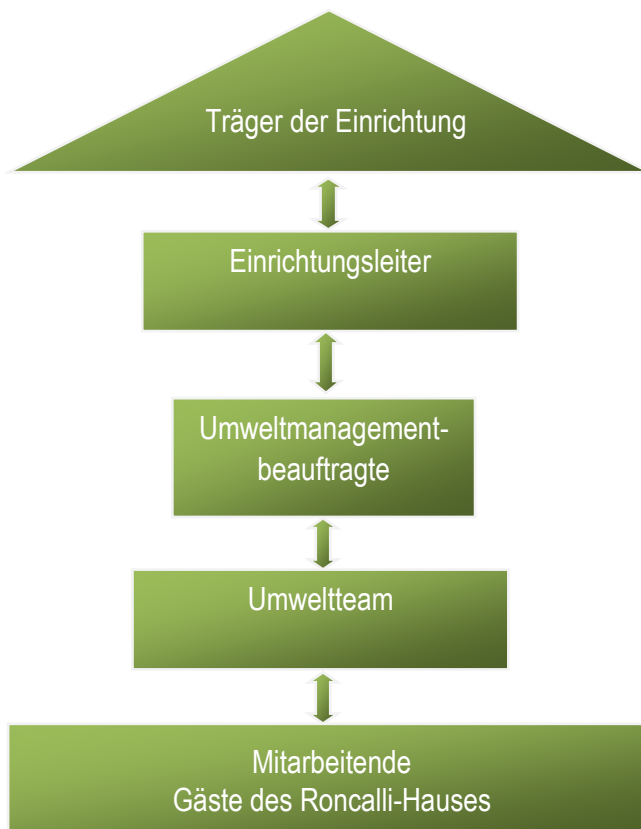 Träger der Einrichtung
Einrichtungsleiter
Umweltmanagement-
beauftragte
Umweltteam
Mitarbeitende
Gäste des Roncalli-Hauses